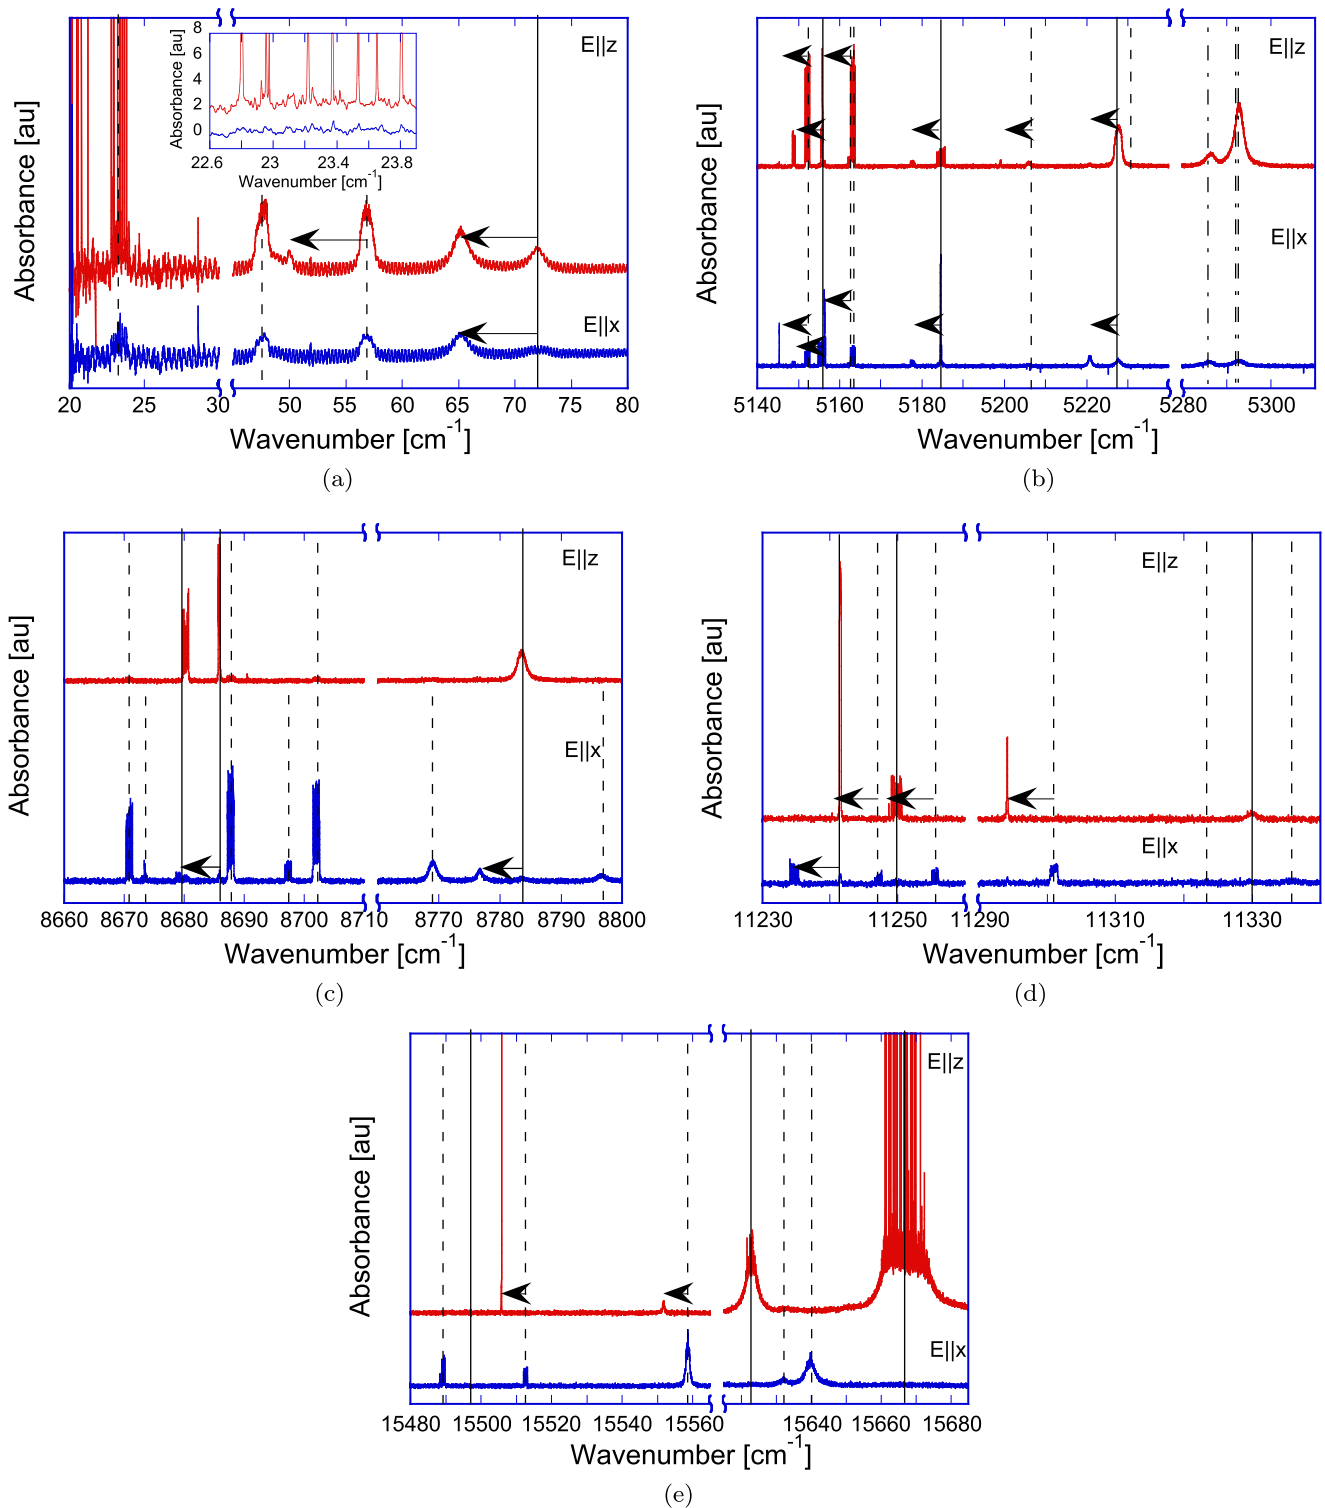 Absorbance [au]
E||z
E||x
Absorbance [au]
8
6
4
2
0
22.6 23 23.4 23.8
Wavenumber [cm-1]
20 25 30 50 55 60 65 70 75 80
Wavenumber [cm-1]
(a)
Absorbance [au]
E||z
E||x
5140 5160 5180 5200 5220 5280 5300
Wavenumber [cm-1]
(b)
Absorbance [au]
E||z
E||x
8660 8670 8680 8690 8700 8710 8770 8780 8790 8800
Wavenumber [cm-1]
(c)
Absorbance [au]
E||z
E||x
11230 11250 11290 11310 11330
Wavenumber [cm-1]
(d)
Absorbance [au]
E||z
E||x
15480 15500 15520 15540 15560 15640 15660 15685
Wavenumber [cm-1]
(e)